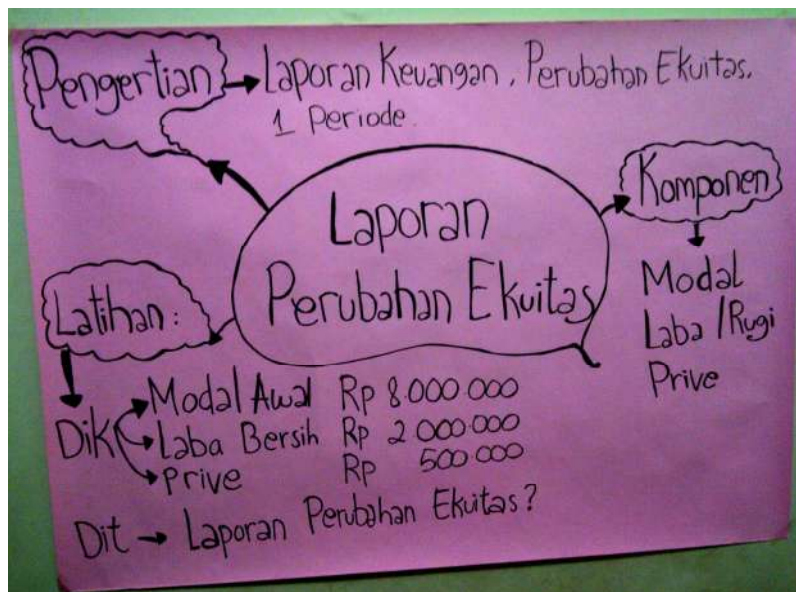 Pengertian
Laporan Keuangan, Perubahan Ekuitas.
1 Periode.
Laporan
Perubahan Ekuitas
Komponen
Modal
Laba /Rugi
Prive
Latihan :
Dik
Modal Awal Rp 8.000.000
Laba Bersih Rp 2 000.000
Prive Rp 500.000
Dit → Laporan Perubahan Ekuitas?